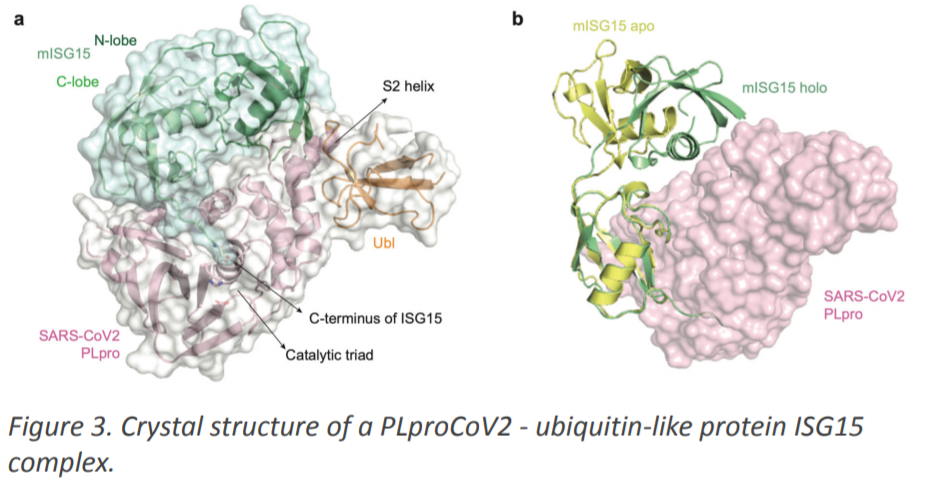 a
N-lobe
mISG15
C-lobe
S2 helix
Ubl
C-terminus of ISG15
SARS-CoV2
PLpro
Catalytic triad
b
mISG15 apo
mISG15 holo
SARS-CoV2
PLpro
Figure 3. Crystal structure of a PLproCoV2 - ubiquitin-like protein ISG15
complex.